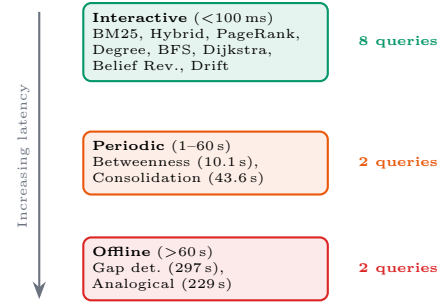 Interactive (<100 ms)
BM25, Hybrid, PageRank,
Degree, BFS, Dijkstra,
Belief Rev., Drift
8 queries
Increasing latency
Periodic (1–60 s)
Betweenness (10.1 s),
Consolidation (43.6 s)
2 queries
Offline (>60 s)
Gap det. (297 s),
Analogical (229 s)
2 queries